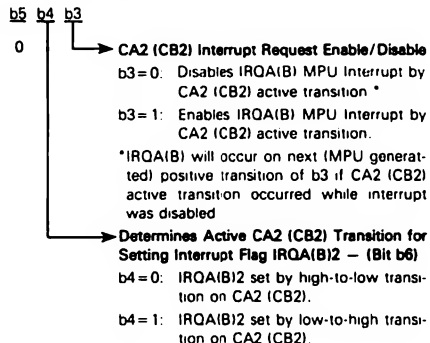 b5 b4 b3
0
CA2 (CB2) Interrupt Request Enable/Disable
b3=0: Disables IRQA(B) MPU Interrupt by
CA2 (CB2) active transition *
b3=1: Enables IRQA(B) MPU Interrupt by
CA2 (CB2) active transition.
*IRQA(B) will occur on next (MPU generat-
ted) positive transition of b3 if CA2 (CB2)
active transition occurred while interrupt
was disabled
Determines Active CA2 (CB2) Transition for
Setting Interrupt Flag IRQA(B)2 — (Bit b6)
b4=0: IRQA(B)2 set by high-to-low transi-
tion on CA2 (CB2).
b4=1: IRQA(B)2 set by low-to-high transi-
tion on CA2 (CB2).